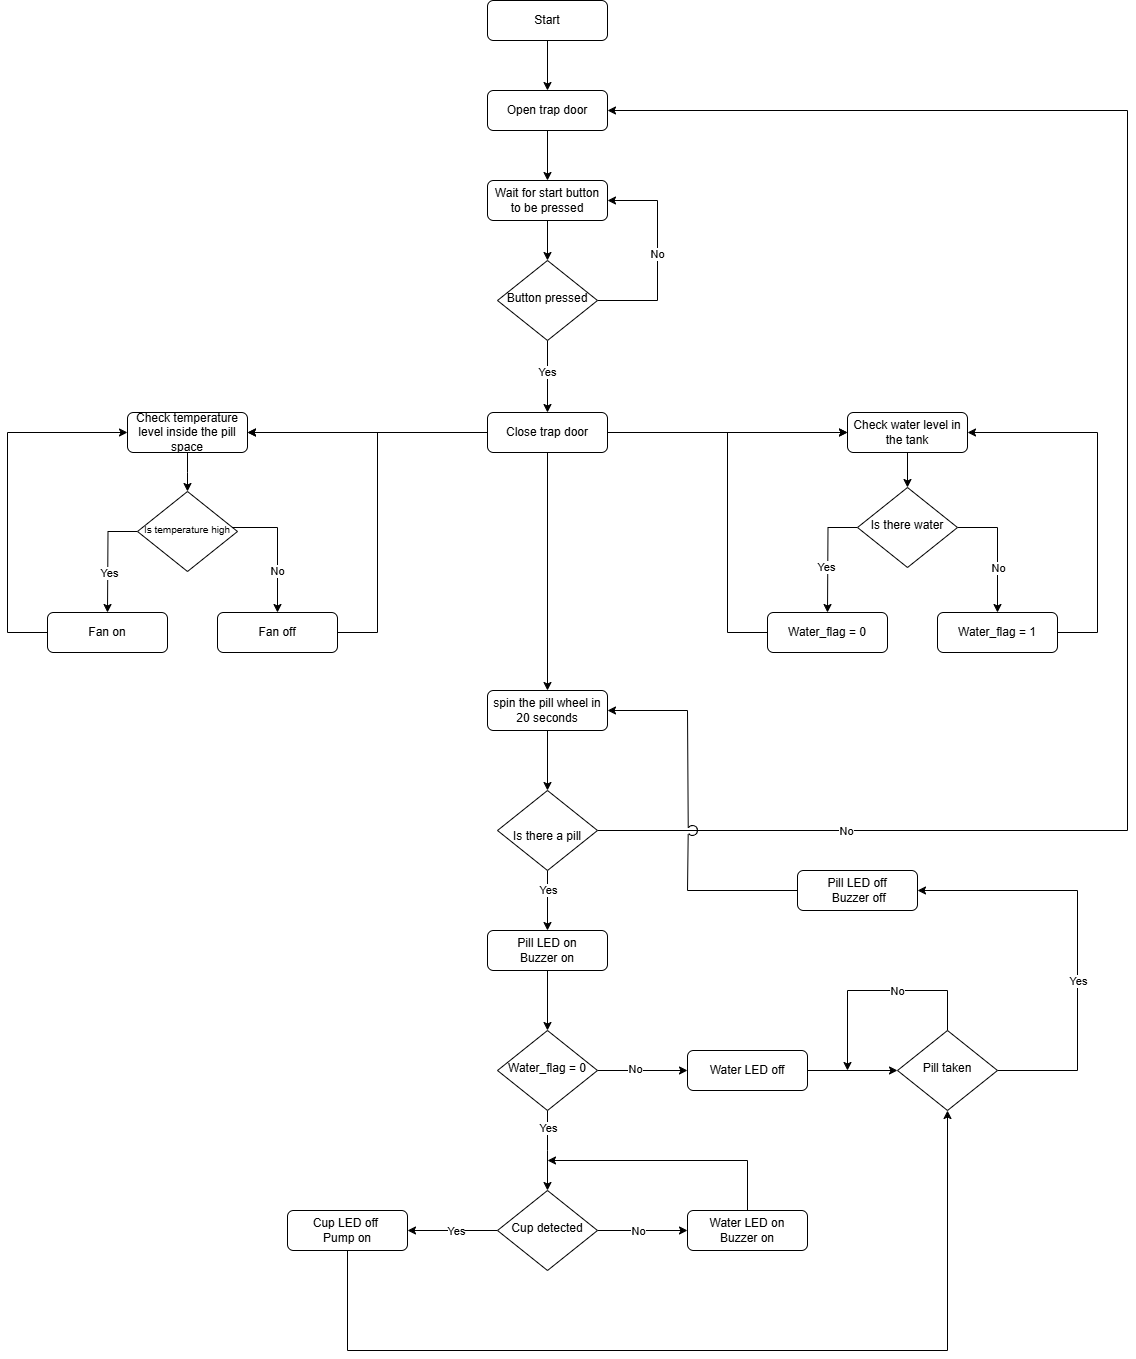 Start
Open trap door
Wait for start button
to be pressed
No
Button pressed
Yes
Check temperature
level inside the pill
space
Close trap door
Check water level in
the tank
Is temperature high
Is there water
Yes
No
Yes
No
Fan on
Fan off
Water_flag = 0
Water_flag = 1
spin the pill wheel in
20 seconds
Is there a pill
No
Yes
Pill LED off
Buzzer off
Pill LED on
Buzzer on
Yes
No
Water_flag = 0
No
Water LED off
Pill taken
Yes
Cup LED off
Pump on
Yes
Cup detected
No
Water LED on
Buzzer on